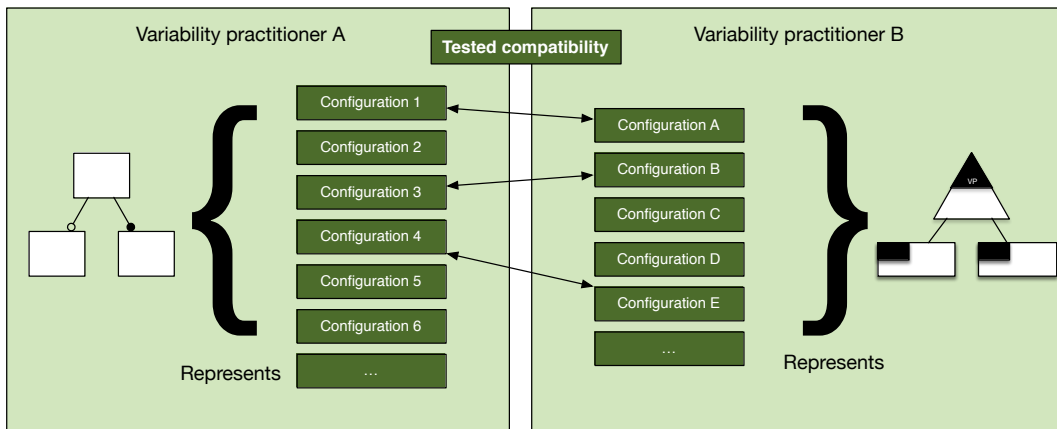 Variability practitioner A
Tested compatibility
Variability practitioner B
Configuration 1
Configuration 2
Configuration 3
Configuration 4
Configuration 5
Configuration 6
…
Represents
Configuration A
Configuration B
Configuration C
Configuration D
Configuration E
…
Represents
VP